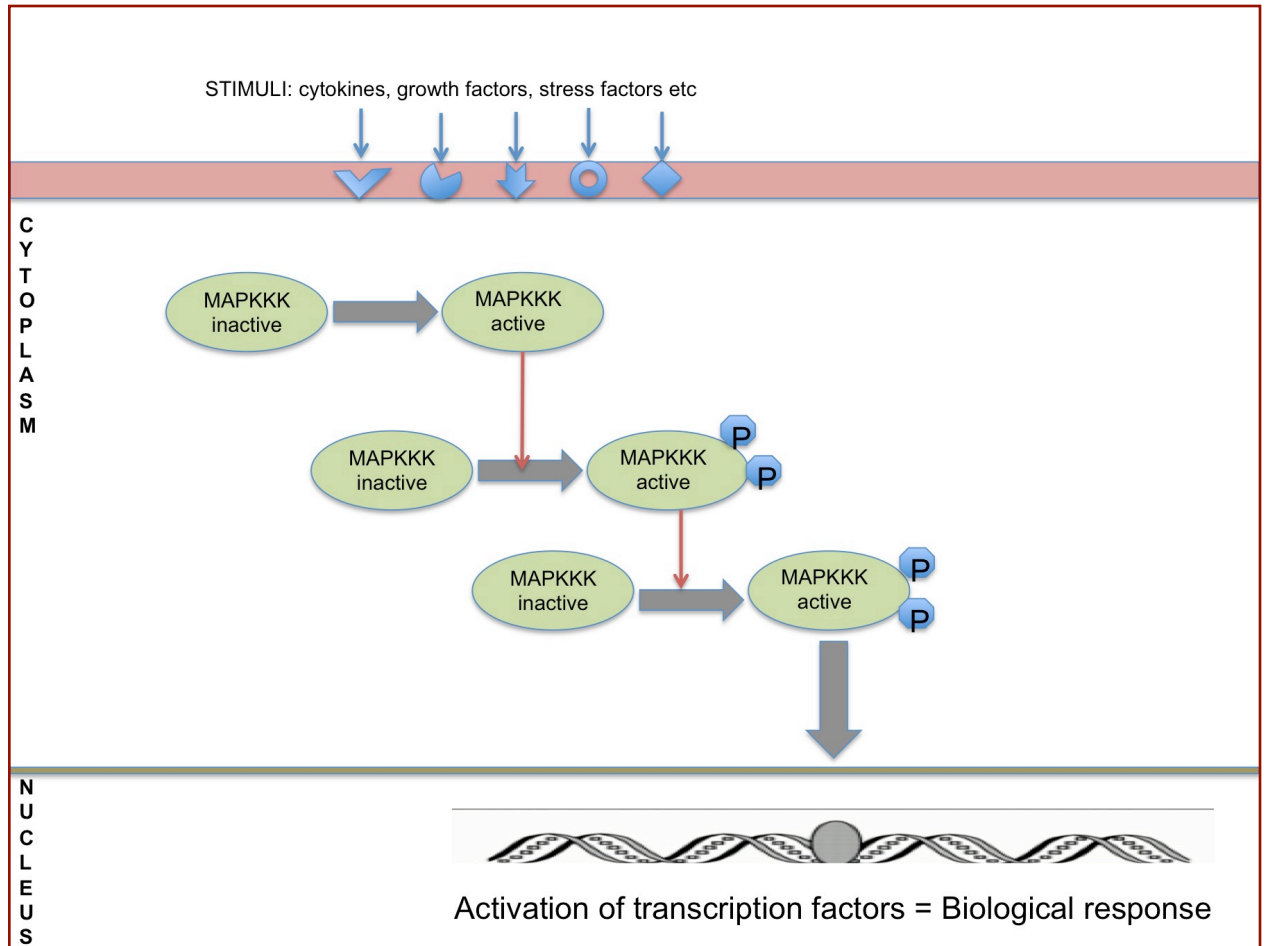 STIMULI: cytokines, growth factors, stress factors etc
C
Y
T
O
P
L
A
S
M
MAPKKK
inactive
MAPKKK
active
MAPKKK
inactive
MAPKKK
active
P
P
MAPKKK
inactive
MAPKKK
active
P
P
N
U
C
L
E
U
S
Activation of transcription factors = Biological response